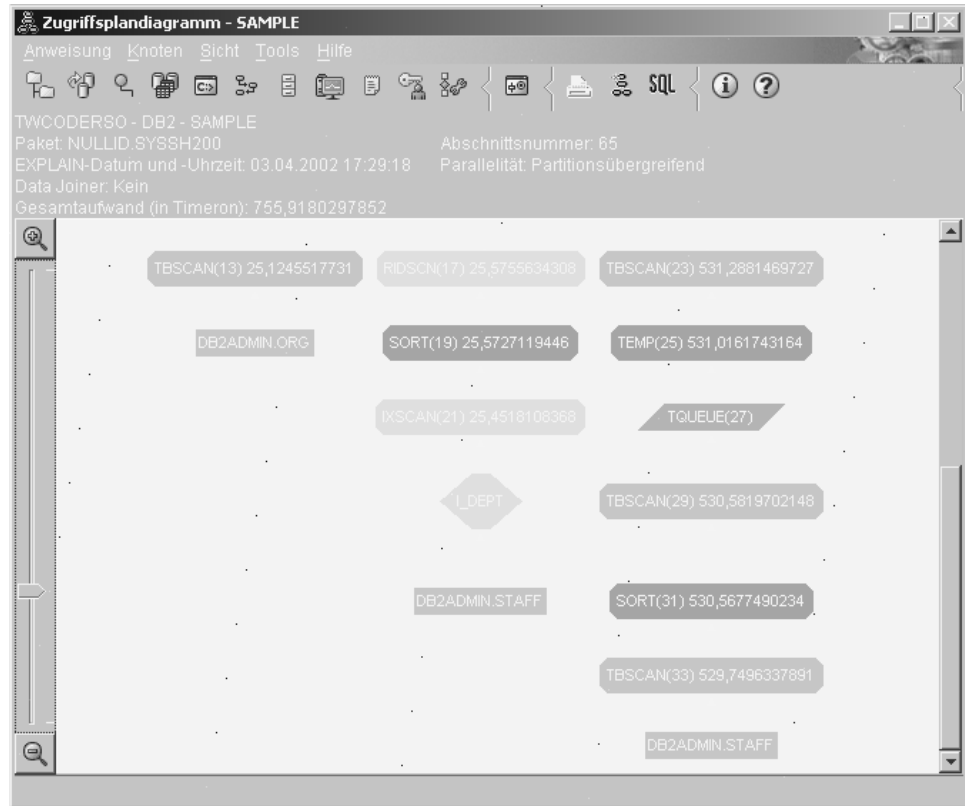 Zugriffsplandiagramm - SAMPLE
Anweisung Knoten Sicht Tools Hilfe
SQL
TWCODERSO - DB2 - SAMPLE
Paket: NULLID.SYSSH200 Abschnittsnummer: 65
EXPLAIN-Datum und -Uhrzeit: 03.04.2002 17:29:18 Parallelität: Partitionsübergreifend
Data Joiner: Kein
Gesamtaufwand (in Timeron): 755,9180297852
TBSCAN(13) 25,1245517731 RIDSCN(17) 25,5755634308 TBSCAN(23) 531,2881469727
DB2ADMIN.ORG SORT(19) 25,5727119446 TEMP(25) 531,0161743164
IXSCAN(21) 25,4518108368 TQUEUE(27)
I_DEPT TBSCAN(29) 530,5819702148
DB2ADMIN.STAFF SORT(31) 530,5677490234
TBSCAN(33) 529,7496337891
DB2ADMIN.STAFF